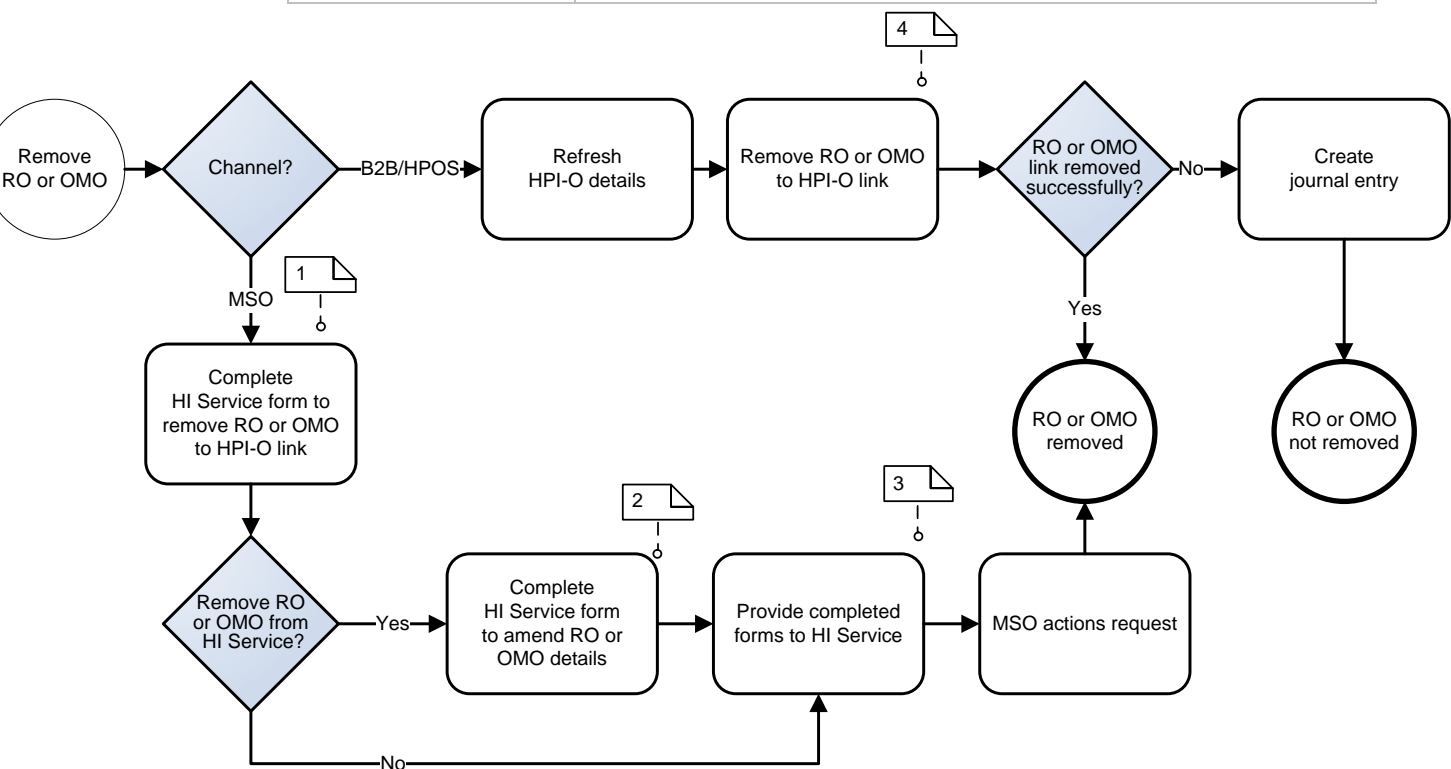 4
Remove
RO or OMO
Channel?
B2B/HPOS
Refresh
HPI-O details
Remove RO or OMO
to HPI-O link
RO or OMO
link removed
successfully?
No
Create
journal entry
1
MSO
Yes
Complete
HI Service form to
remove RO or OMO
to HPI-O link
RO or OMO
removed
RO or OMO
not removed
2
3
Remove RO
or OMO from
HI Service?
Yes
Complete
HI Service form
to amend RO or
OMO details
Provide completed
forms to HI Service
MSO actions request
No